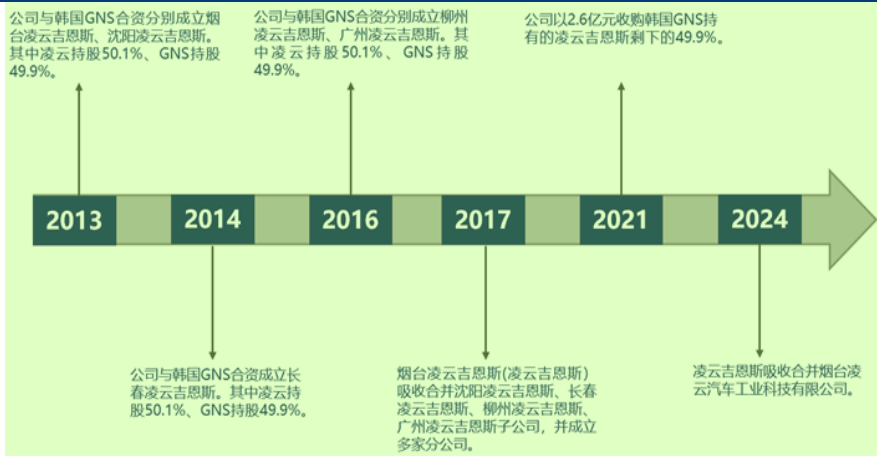 公司与韩国GNS合资分别成立烟
台凌云吉恩斯、沈阳凌云吉恩斯。
其中凌云持股50.1%、GNS持股
49.9%。
公司与韩国GNS合资分别成立柳州
凌云吉恩斯、广州凌云吉恩斯。其
中凌云持股50.1%、GNS持股
49.9%。
公司以2.6亿元收购韩国GNS持
有的凌云吉恩斯剩下的49.9%。
2013
2014
2016
2017
2021
2024
公司与韩国GNS合资成立长
春凌云吉恩斯。其中凌云持
股50.1%、GNS持股49.9%。
烟台凌云吉恩斯(凌云吉恩斯)
吸收合并沈阳凌云吉恩斯、长春
凌云吉恩斯、柳州凌云吉恩斯、
广州凌云吉恩斯子公司，并成立
多家分公司。
凌云吉恩斯吸收合并烟台凌
云汽车工业科技有限公司。